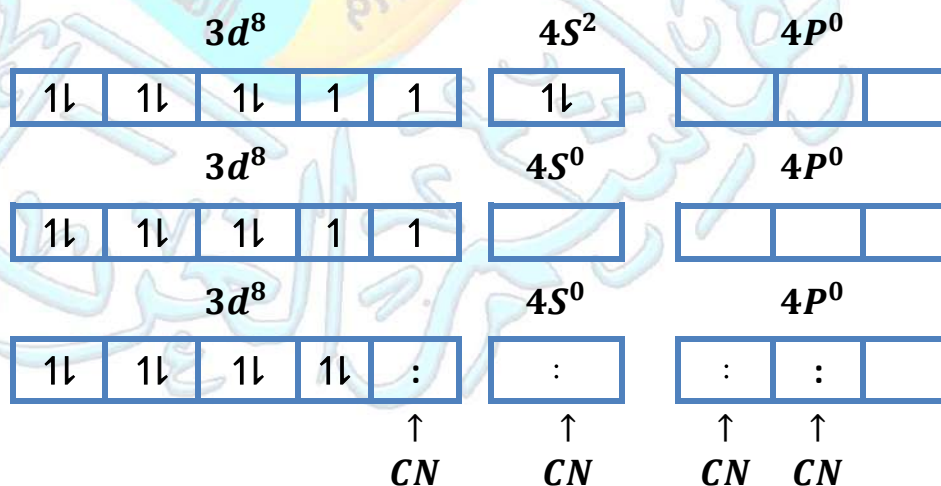 3d⁸ 4S² 4P⁰
1⇂ 1⇂ 1⇂ 1 1 1⇂
3d⁸ 4S⁰ 4P⁰
1⇂ 1⇂ 1⇂ 1 1
3d⁸ 4S⁰ 4P⁰
1⇂ 1⇂ 1⇂ 1⇂ : : : :
↑ ↑ ↑ ↑
CN CN CN CN